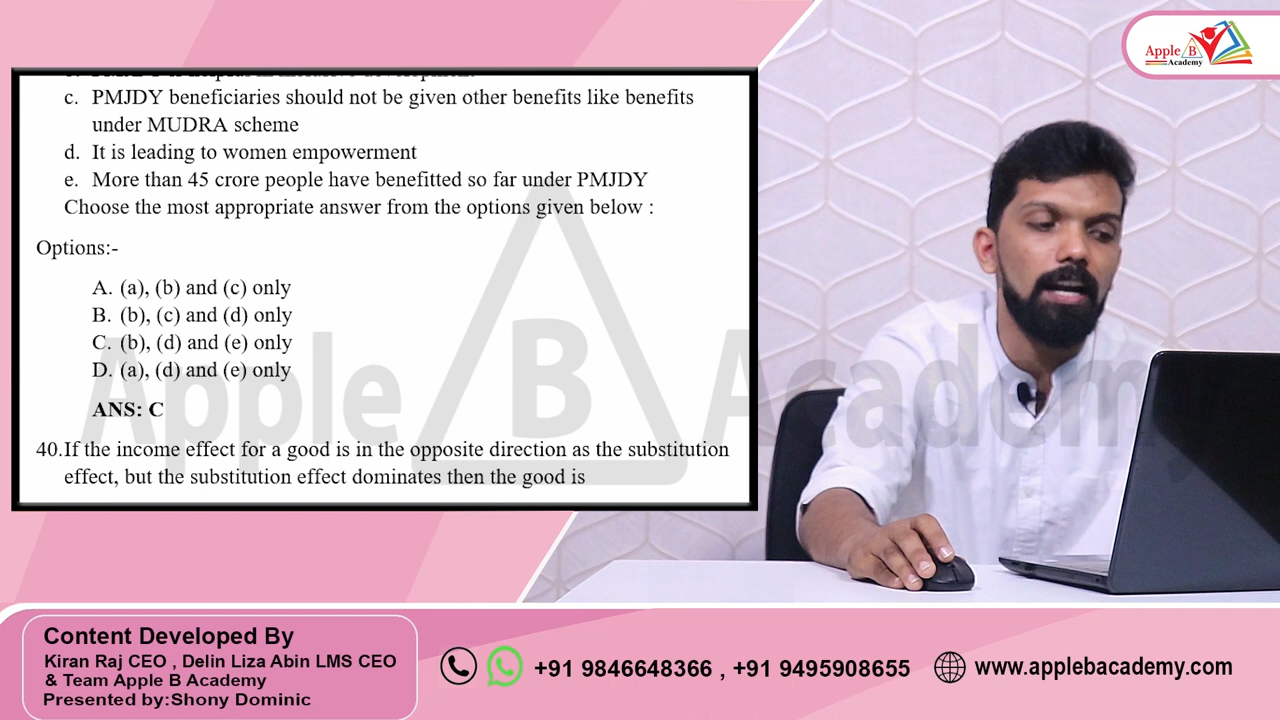 c. PMJDY beneficiaries should not be given other benefits like benefits
under MUDRA scheme
d. It is leading to women empowerment
e. More than 45 crore people have benefitted so far under PMJDY
Choose the most appropriate answer from the options given below :
Options:-
A. (a), (b) and (c) only
B. (b), (c) and (d) only
C. (b), (d) and (e) only
D. (a), (d) and (e) only
ANS: C
40.If the income effect for a good is in the opposite direction as the substitution
effect, but the substitution effect dominates then the good is
Apple B Academy
Apple B
Academy
Content Developed By
Kiran Raj CEO , Delin Liza Abin LMS CEO
& Team Apple B Academy
Presented by:Shony Dominic
+91 9846648366 , +91 9495908655
www.applebacademy.com